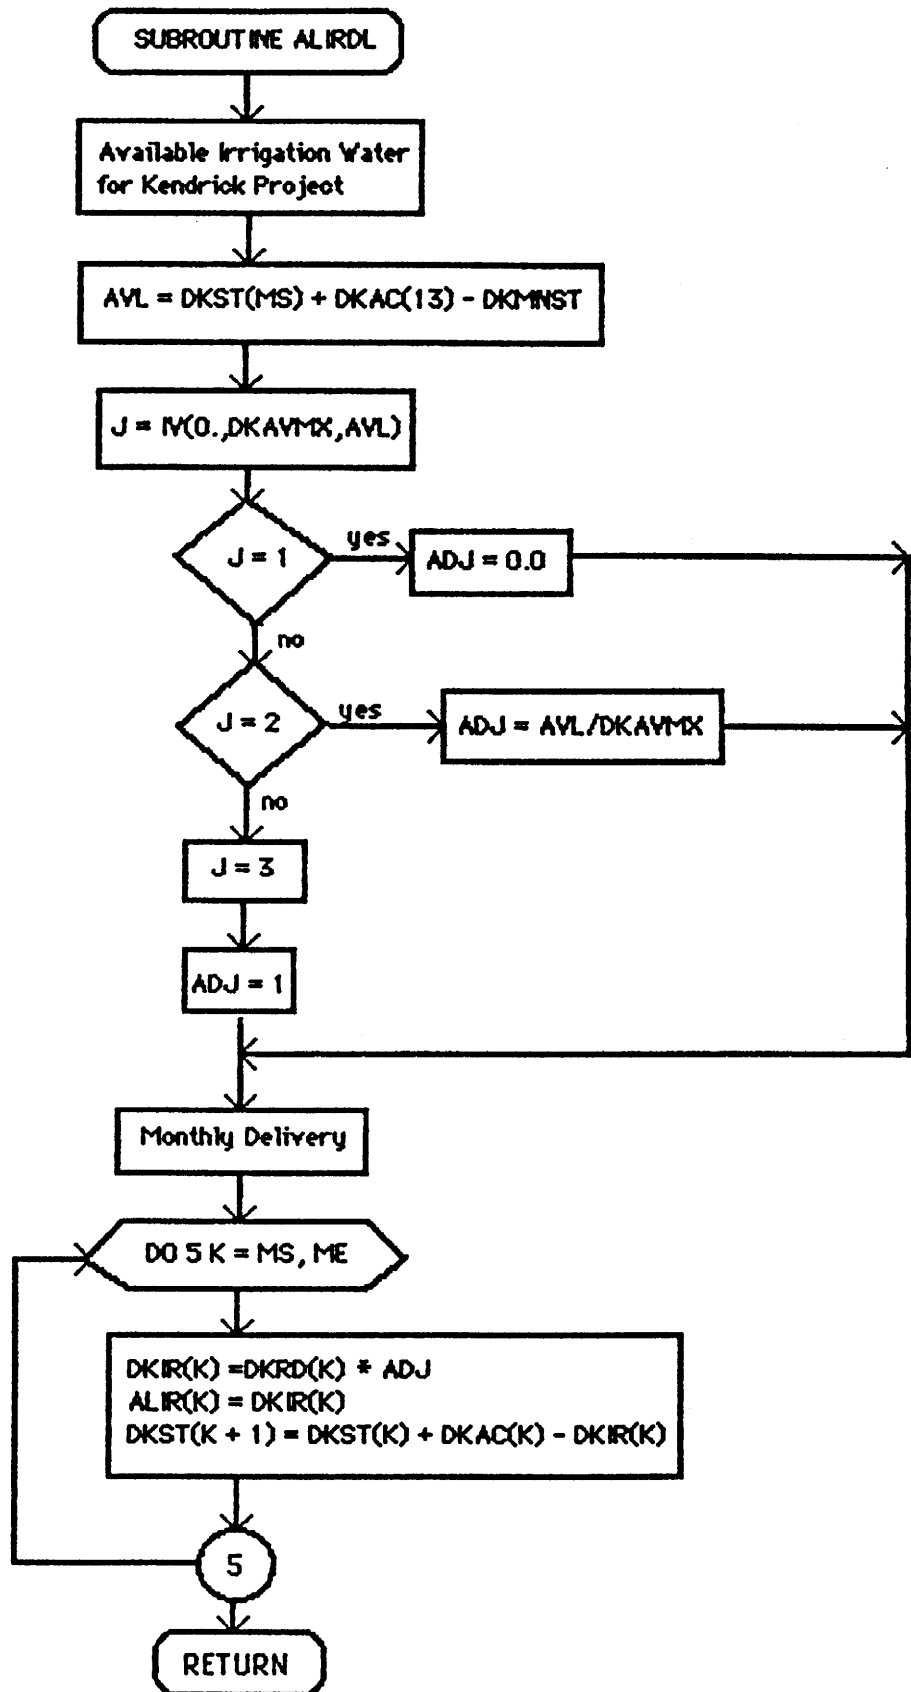 SUBROUTINE ALIRDL
Available Irrigation Water
for Kendrick Project
AVL = DKST(MS) + DKAC(13) - DKMNST
J = IV(0.,DKAVMX,AVL)
J = 1
yes
ADJ = 0.0
no
J = 2
yes
ADJ = AVL/DKAVMX
no
J = 3
ADJ = 1
Monthly Delivery
DO 5 K = MS, ME
DKIR(K) =DKRD(K) * ADJ
ALIR(K) = DKIR(K)
DKST(K + 1) = DKST(K) + DKAC(K) - DKIR(K)
5
RETURN